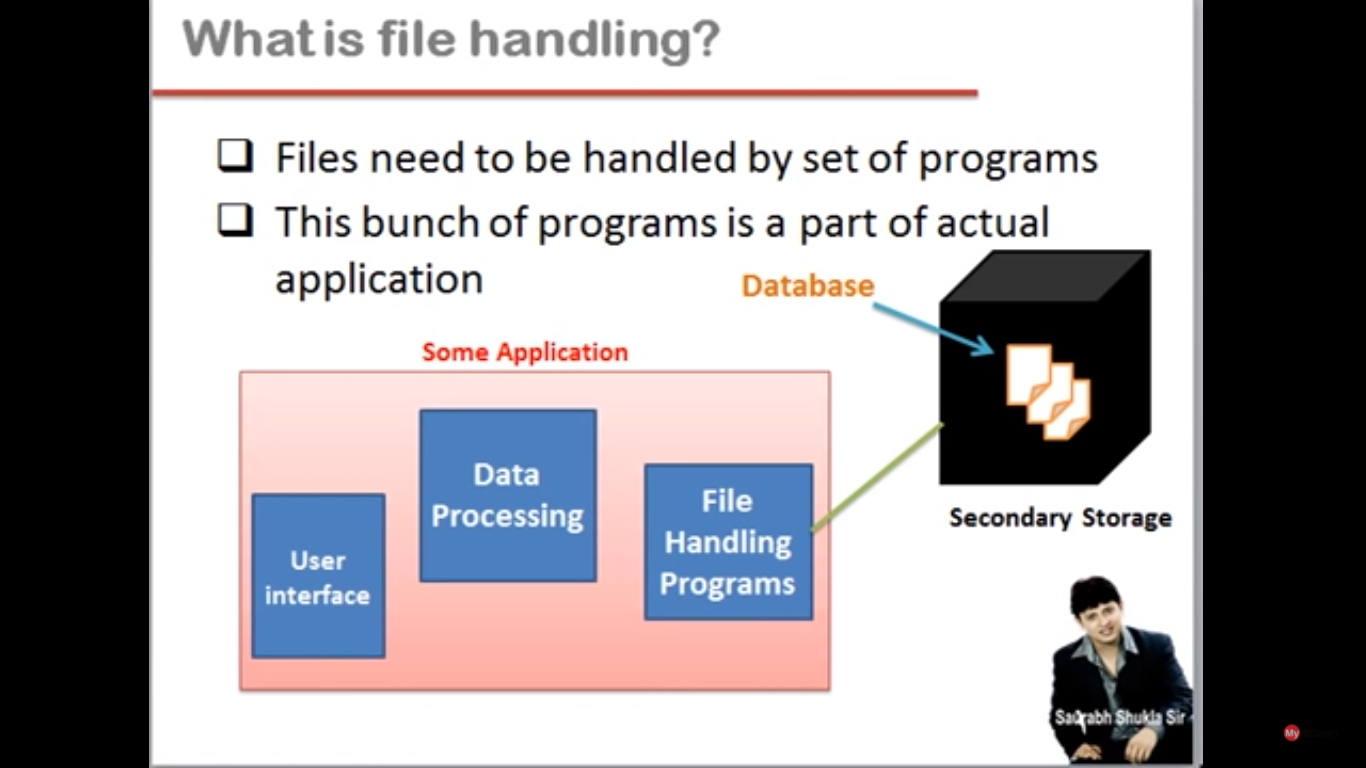 What is file handling?
Files need to be handled by set of programs
This bunch of programs is a part of actual
application
Database
Some Application
Data
Processing
File
Handling
Programs
User
interface
Secondary Storage
Saurabh Shukla Sir
My